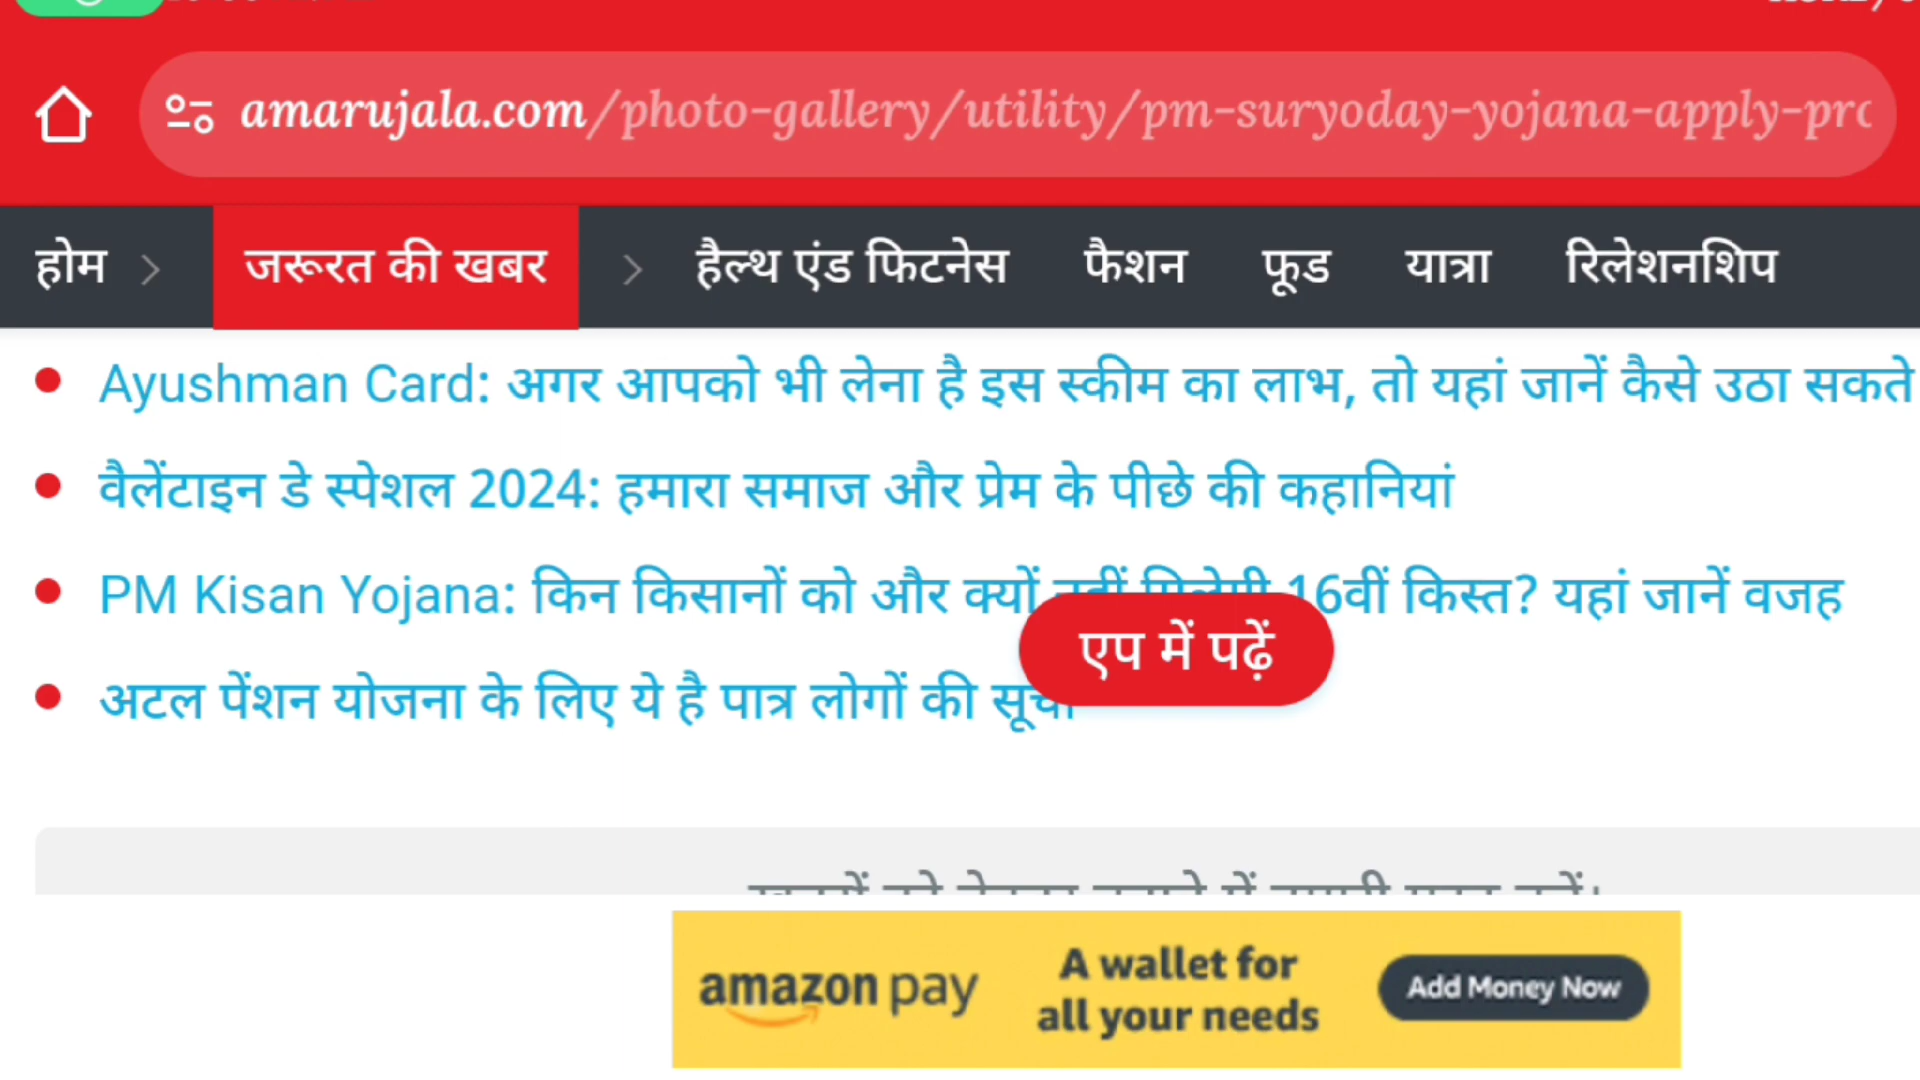 amarujala.com/photo-gallery/utility/pm-suryoday-yojana-apply-pro
होम > जरूरत की खबर > हैल्थ एंड फिटनेस फैशन फूड यात्रा रिलेशनशिप
Ayushman Card: अगर आपको भी लेना है इस स्कीम का लाभ, तो यहां जानें कैसे उठा सकते
वैलेंटाइन डे स्पेशल 2024: हमारा समाज और प्रेम के पीछे की कहानियां
PM Kisan Yojana: किन किसानों को और क्यों नहीं मिलेगी 16वीं किस्त? यहां जानें वजह
एप में पढ़ें
अटल पेंशन योजना के लिए ये है पात्र लोगों की सूची
amazon pay
A wallet for
all your needs
Add Money Now